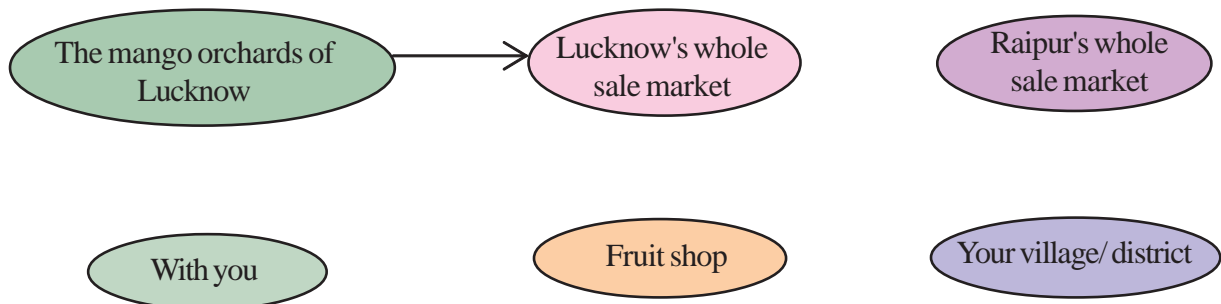 The mango orchards of
Lucknow
Lucknow's whole
sale market
Raipur's whole
sale market
With you
Fruit shop
Your village/ district